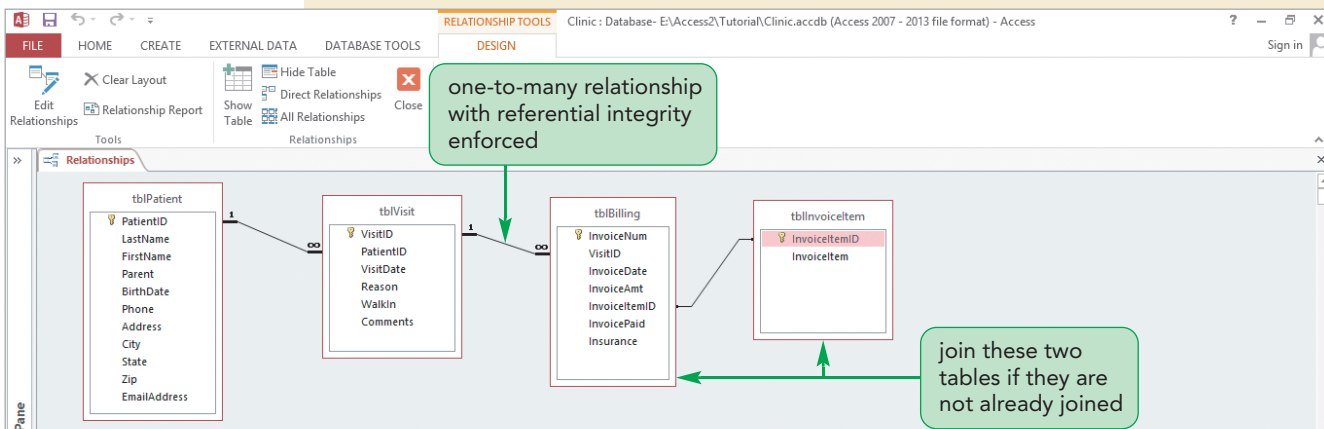 RELATIONSHIP TOOLS
Clinic : Database- E:\Access2\Tutorial\Clinic.accdb (Access 2007 - 2013 file format) - Access
?
FILE
HOME
CREATE
EXTERNAL DATA
DATABASE TOOLS
DESIGN
Sign in
Edit
Relationships
Clear Layout
Relationship Report
Tools
Show
Table
Hide Table
Direct Relationships
All Relationships
Close
Relationships
one-to-many relationship
with referential integrity
enforced
»
Relationships
Pane
tblPatient
PatientID
LastName
FirstName
Parent
BirthDate
Phone
Address
City
State
Zip
EmailAddress
1
∞
tblVisit
VisitID
PatientID
VisitDate
Reason
WalkIn
Comments
1
∞
tblBilling
InvoiceNum
VisitID
InvoiceDate
InvoiceAmt
InvoiceItemID
InvoicePaid
Insurance
tblInvoiceItem
InvoiceItemID
InvoiceItem
join these two
tables if they are
not already joined